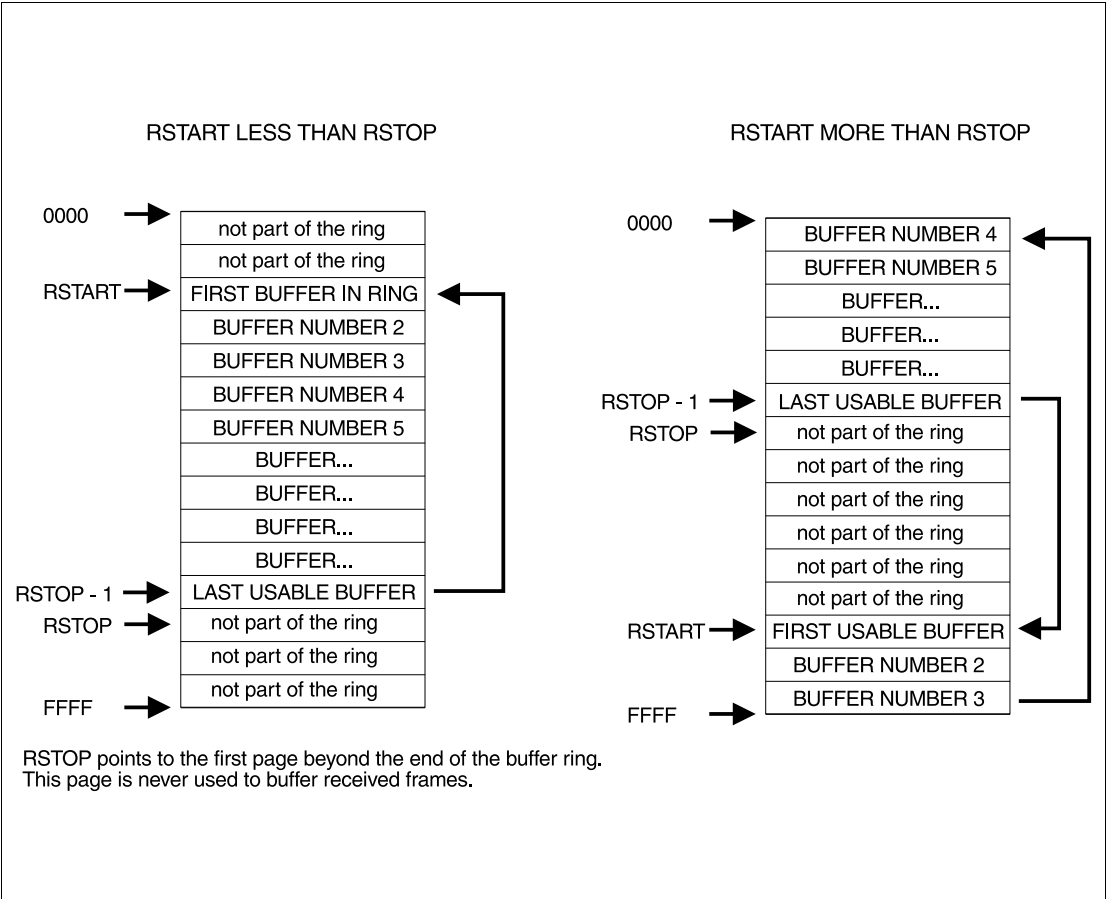 RSTART LESS THAN RSTOP
0000
not part of the ring
not part of the ring
RSTART
FIRST BUFFER IN RING
BUFFER NUMBER 2
BUFFER NUMBER 3
BUFFER NUMBER 4
BUFFER NUMBER 5
BUFFER...
BUFFER...
BUFFER...
BUFFER...
RSTOP - 1
LAST USABLE BUFFER
RSTOP
not part of the ring
not part of the ring
not part of the ring
FFFF
RSTART MORE THAN RSTOP
0000
BUFFER NUMBER 4
BUFFER NUMBER 5
BUFFER...
BUFFER...
BUFFER...
RSTOP - 1
LAST USABLE BUFFER
RSTOP
not part of the ring
not part of the ring
not part of the ring
not part of the ring
not part of the ring
not part of the ring
RSTART
FIRST USABLE BUFFER
BUFFER NUMBER 2
BUFFER NUMBER 3
FFFF
RSTOP points to the first page beyond the end of the buffer ring.
This page is never used to buffer received frames.